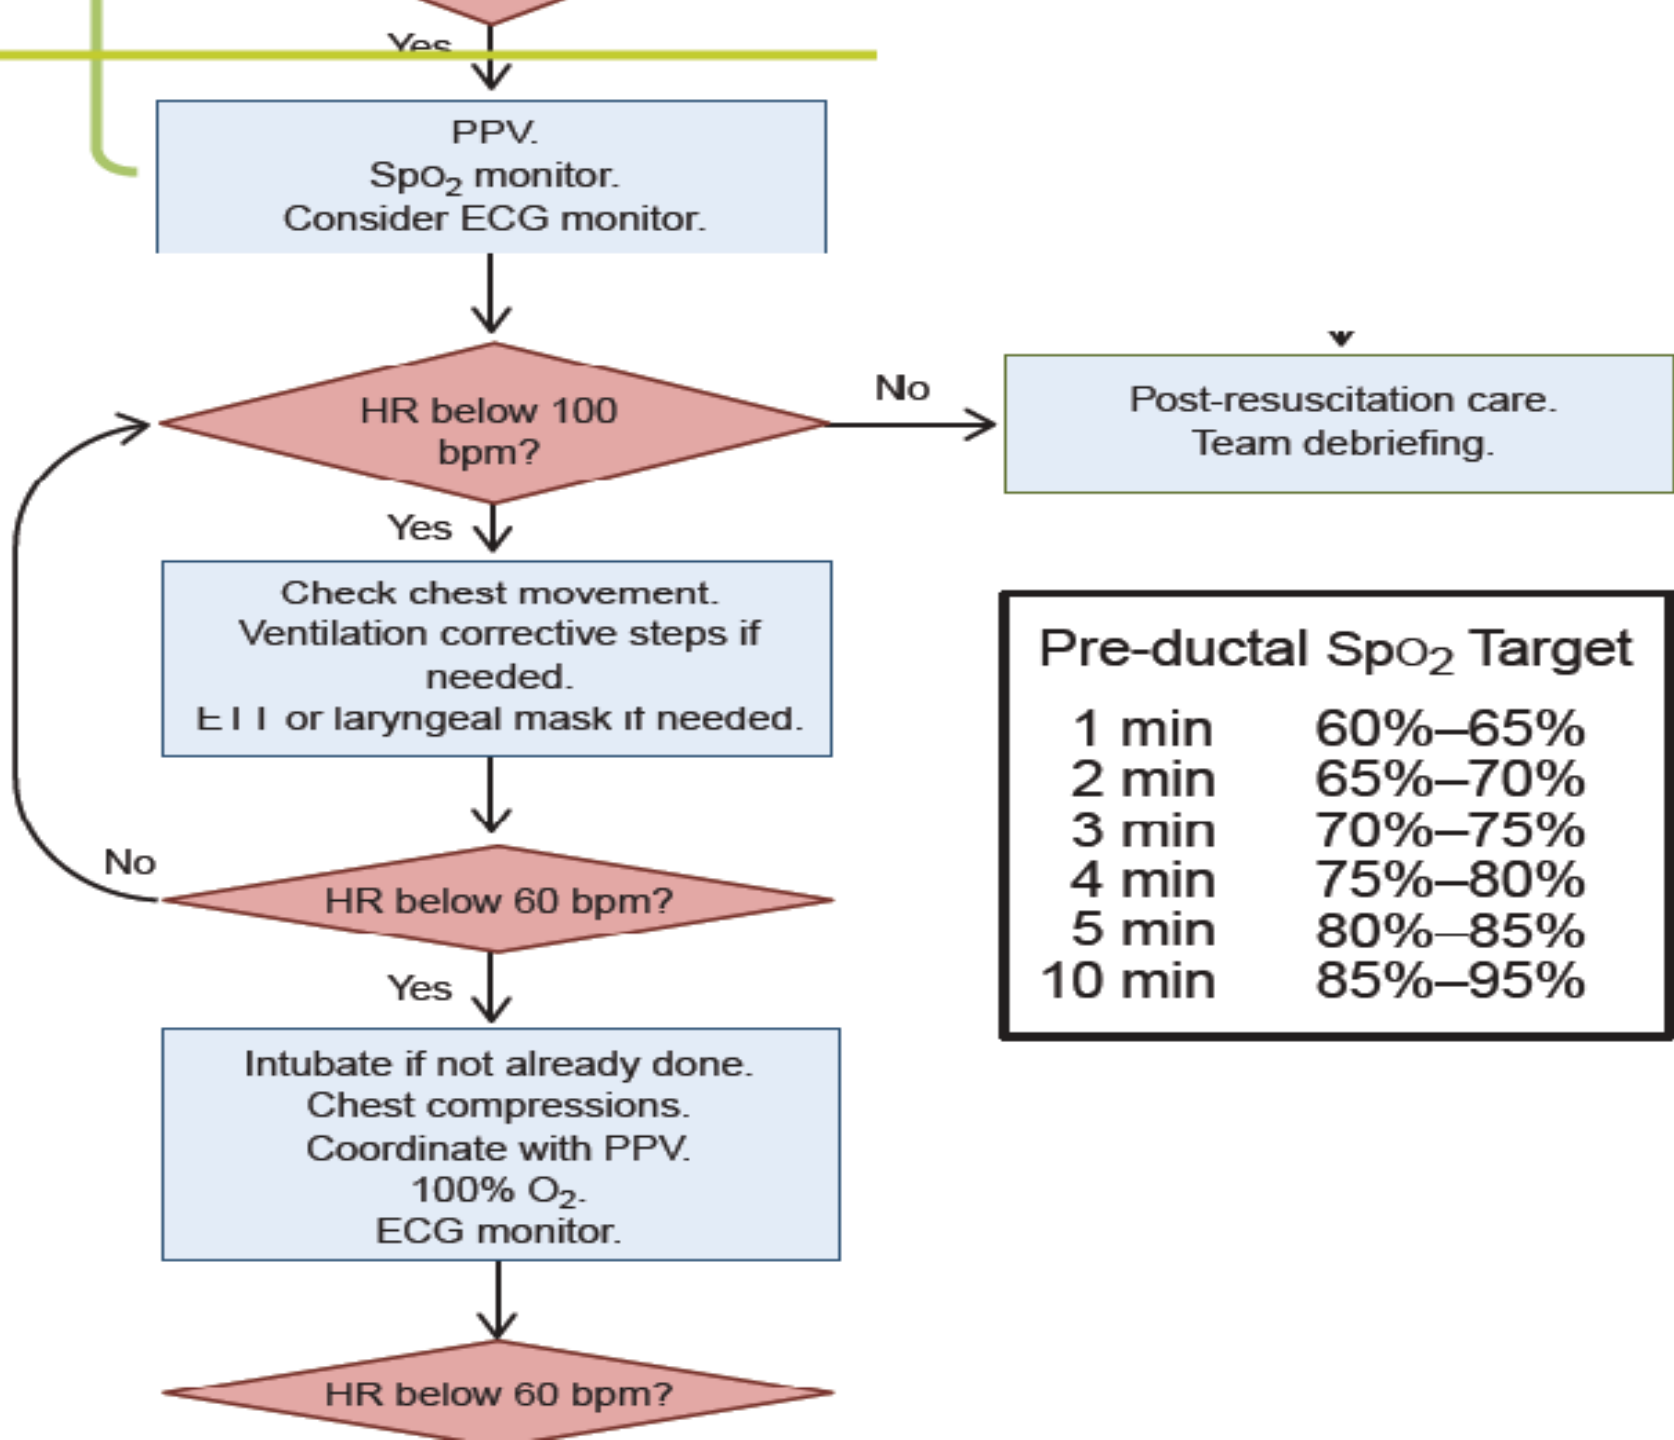 Yes
PPV.
SpO₂ monitor.
Consider ECG monitor.
HR below 100
bpm?
No
Post-resuscitation care.
Team debriefing.
Yes
Check chest movement.
Ventilation corrective steps if
needed.
ETT or laryngeal mask if needed.
Pre-ductal SpO₂ Target
1 min 60%–65%
2 min 65%–70%
3 min 70%–75%
4 min 75%–80%
5 min 80%–85%
10 min 85%–95%
No
HR below 60 bpm?
Yes
Intubate if not already done.
Chest compressions.
Coordinate with PPV.
100% O₂.
ECG monitor.
HR below 60 bpm?